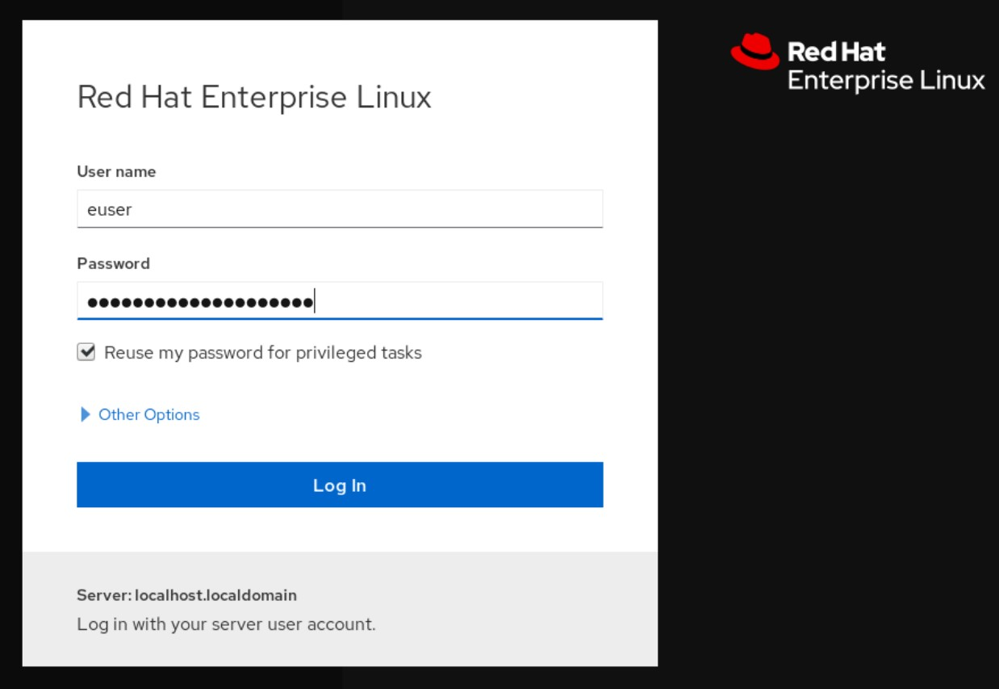 Red Hat Enterprise Linux
User name
euser
Password
●●●●●●●●●●●●●●●●●●●●
Reuse my password for privileged tasks
Other Options
Log In
Server: localhost.localdomain
Log in with your server user account.
Red Hat
Enterprise Linux